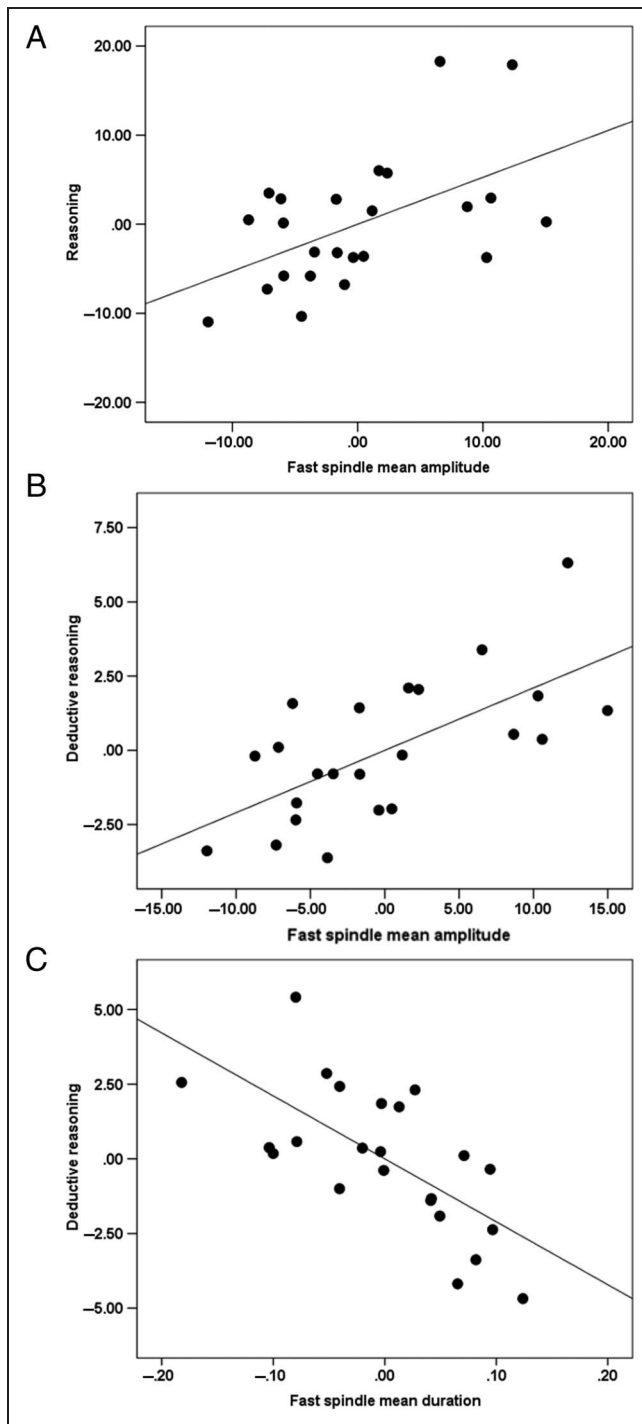 A
20.00
10.00
.00
−10.00
−20.00
Reasoning
−10.00 .00 10.00 20.00
Fast spindle mean amplitude
B
7.50
5.00
2.50
.00
−2.50
Deductive reasoning
−15.00 −10.00 −5.00 .00 5.00 10.00 15.00
Fast spindle mean amplitude
C
5.00
2.50
.00
−2.50
−5.00
Deductive reasoning
−.20 −.10 .00 .10 .20
Fast spindle mean duration